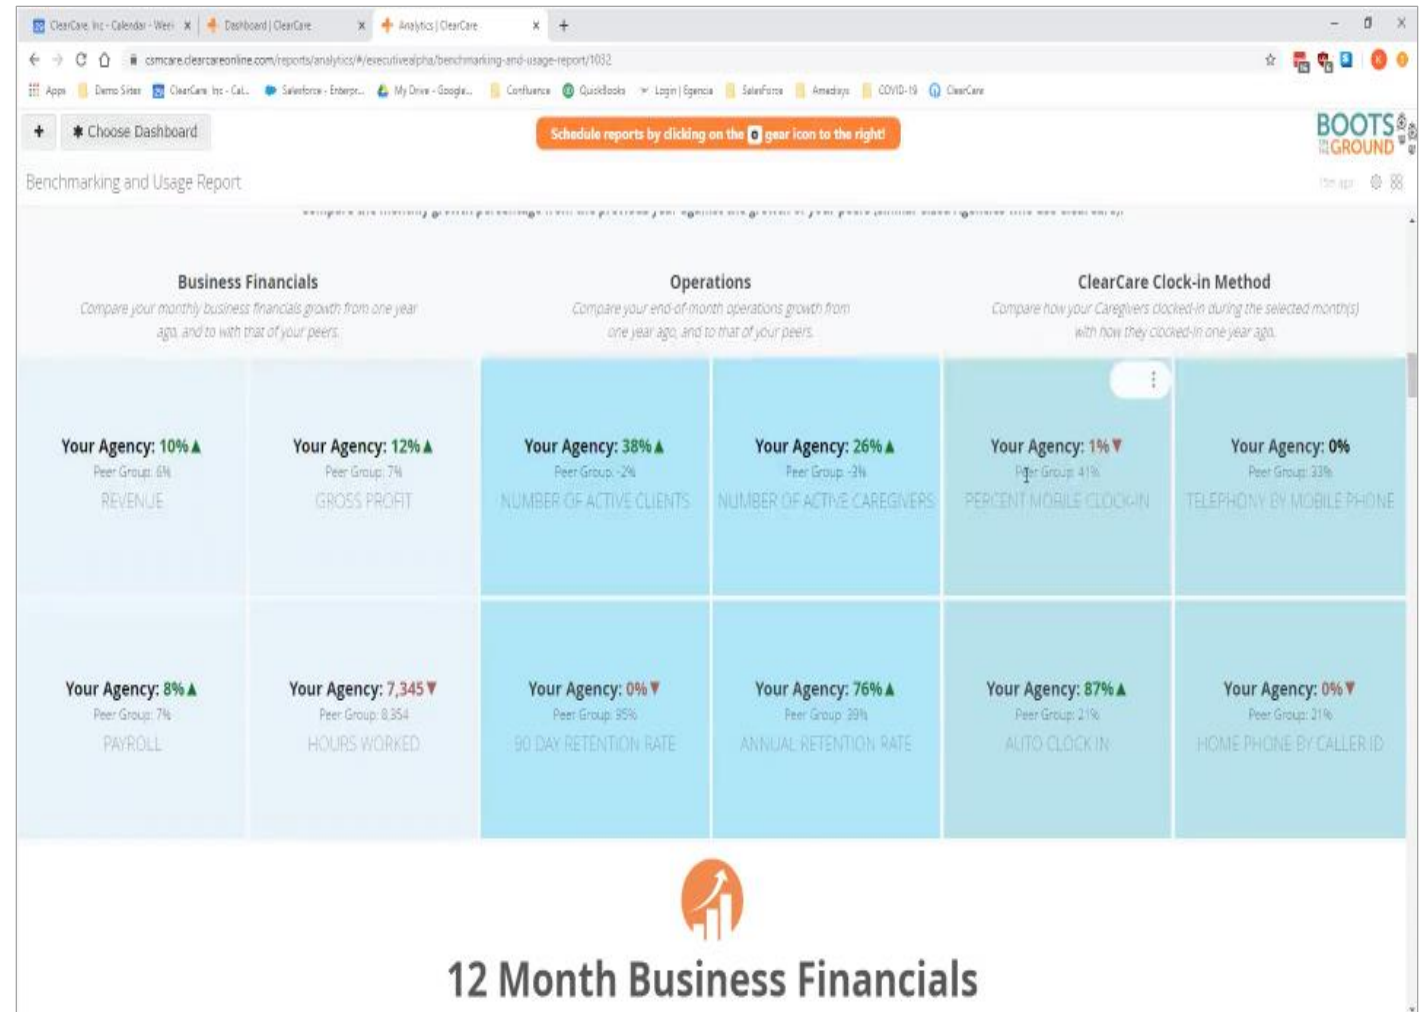 ClearCare, Inc - Calendar - Week
Dashboard | ClearCare
Analytics | ClearCare
csmcare.clearcareonline.com/reports/analytics/#/executivealpha/benchmarking-and-usage-report/1032
Apps
Demo Sites
ClearCare Inc - Cal...
Salesforce - Enterpr...
My Drive - Google...
Confluence
QuickBooks
Login | Egencia
SalesForce
Amedisys
COVID-19
ClearCare
+ Choose Dashboard
Schedule reports by clicking on the gear icon to the right!
BOOTS
GROUND
Benchmarking and Usage Report
Business Financials
Compare your monthly business financials growth from one year
ago, and to with that of your peers.
Operations
Compare your end-of-month operations growth from
one year ago, and to that of your peers.
ClearCare Clock-in Method
Compare how your Caregivers clocked-in during the selected month(s)
with how they clocked-in one year ago.
Your Agency: 10% ▲
Peer Group: 6%
REVENUE
Your Agency: 12% ▲
Peer Group: 7%
GROSS PROFIT
Your Agency: 38% ▲
Peer Group: -2%
NUMBER OF ACTIVE CLIENTS
Your Agency: 26% ▲
Peer Group: -3%
NUMBER OF ACTIVE CAREGIVERS
Your Agency: 1% ▼
Peer Group: 41%
PERCENT MOBILE CLOCK-IN
Your Agency: 0%
Peer Group: 33%
TELEPHONY BY MOBILE PHONE
Your Agency: 8% ▲
Peer Group: 7%
PAYROLL
Your Agency: 7,345 ▼
Peer Group: 8,354
HOURS WORKED
Your Agency: 0% ▼
Peer Group: 95%
90 DAY RETENTION RATE
Your Agency: 76% ▲
Peer Group: 39%
ANNUAL RETENTION RATE
Your Agency: 87% ▲
Peer Group: 21%
AUTO CLOCK IN
Your Agency: 0% ▼
Peer Group: 21%
HOME PHONE BY CALLER ID
12 Month Business Financials